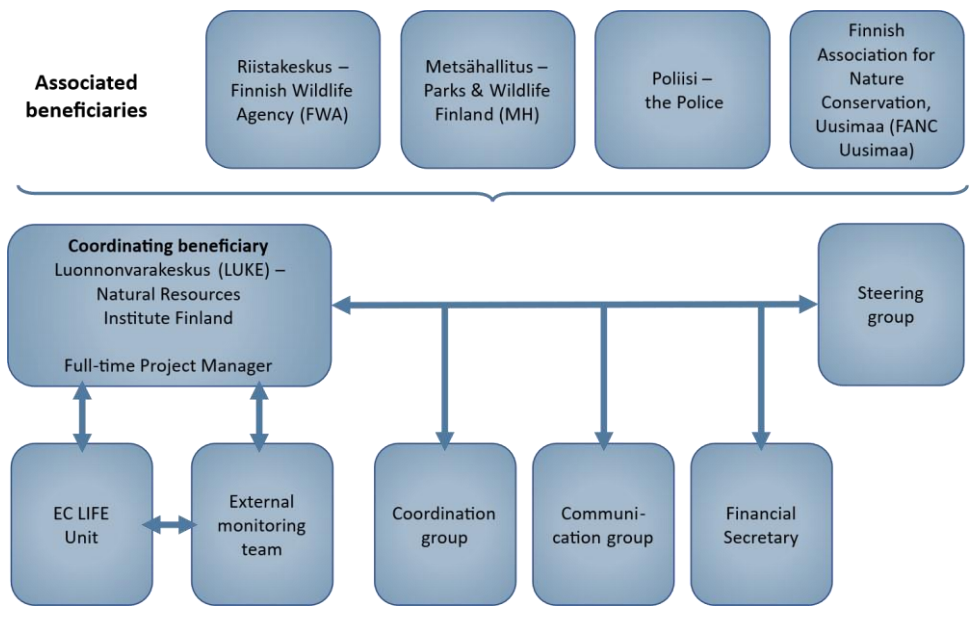 Associated
beneficiaries
Riistakeskus –
Finnish Wildlife
Agency (FWA)
Metsähallitus –
Parks & Wildlife
Finland (MH)
Poliisi –
the Police
Finnish
Association for
Nature
Conservation,
Uusimaa (FANC
Uusimaa)
Coordinating beneficiary
Luonnonvarakeskus (LUKE) –
Natural Resources
Institute Finland
Full-time Project Manager
Steering
group
EC LIFE
Unit
External
monitoring
team
Coordination
group
Communi-
cation group
Financial
Secretary